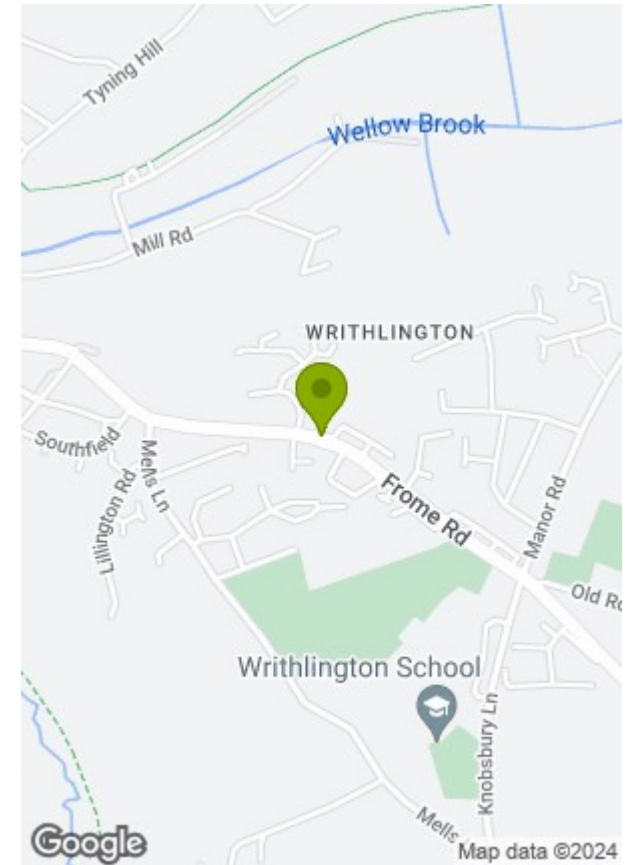 Tyning Hill
Wellow Brook
Mill Rd
WRITHLINGTON
Southfield
Mells Ln
Lillington Rd
Frome Rd
Manor Rd
Old Ro
Writhlington School
Knobsbury Ln
Mells
Google
Map data ©2024